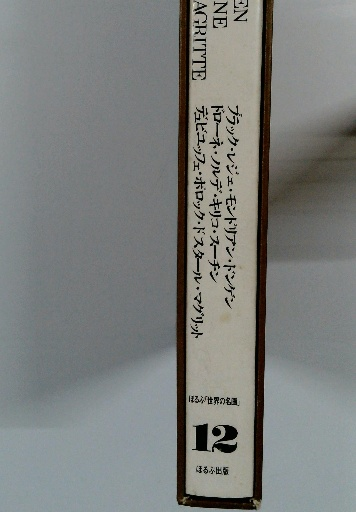 EN
NE
AGRITTE
ブラック・レジェ・モンドリアン・ドンゲン
ドローネ・ノルデ・キリコ・スーチン
デュビュッフェ・ポロック・ド スタール・マグリット
ほるぷ「世界の名画」
12
ほるぷ出版